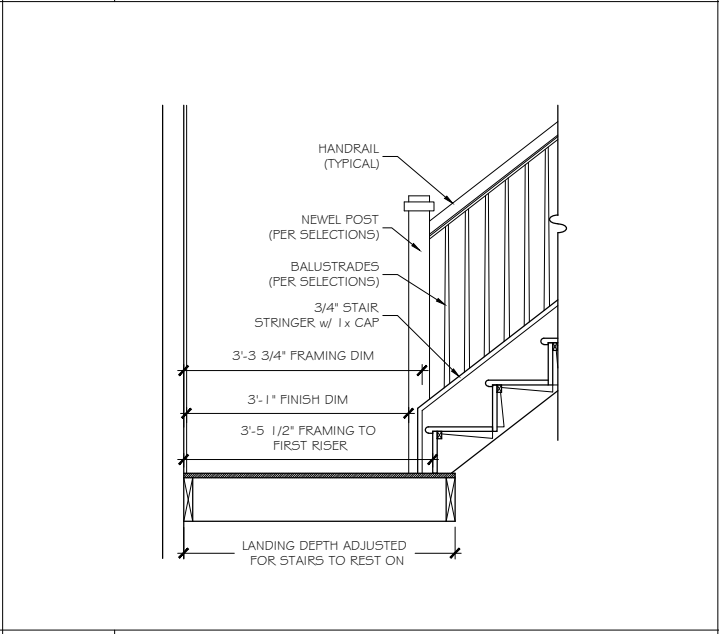 HANDRAIL
(TYPICAL)
NEWEL POST
(PER SELECTIONS)
BALUSTRADES
(PER SELECTIONS)
3/4" STAIR
STRINGER w/ 1x CAP
3'-3 3/4" FRAMING DIM
3'-1" FINISH DIM
3'-5 1/2" FRAMING TO
FIRST RISER
LANDING DEPTH ADJUSTED
FOR STAIRS TO REST ON